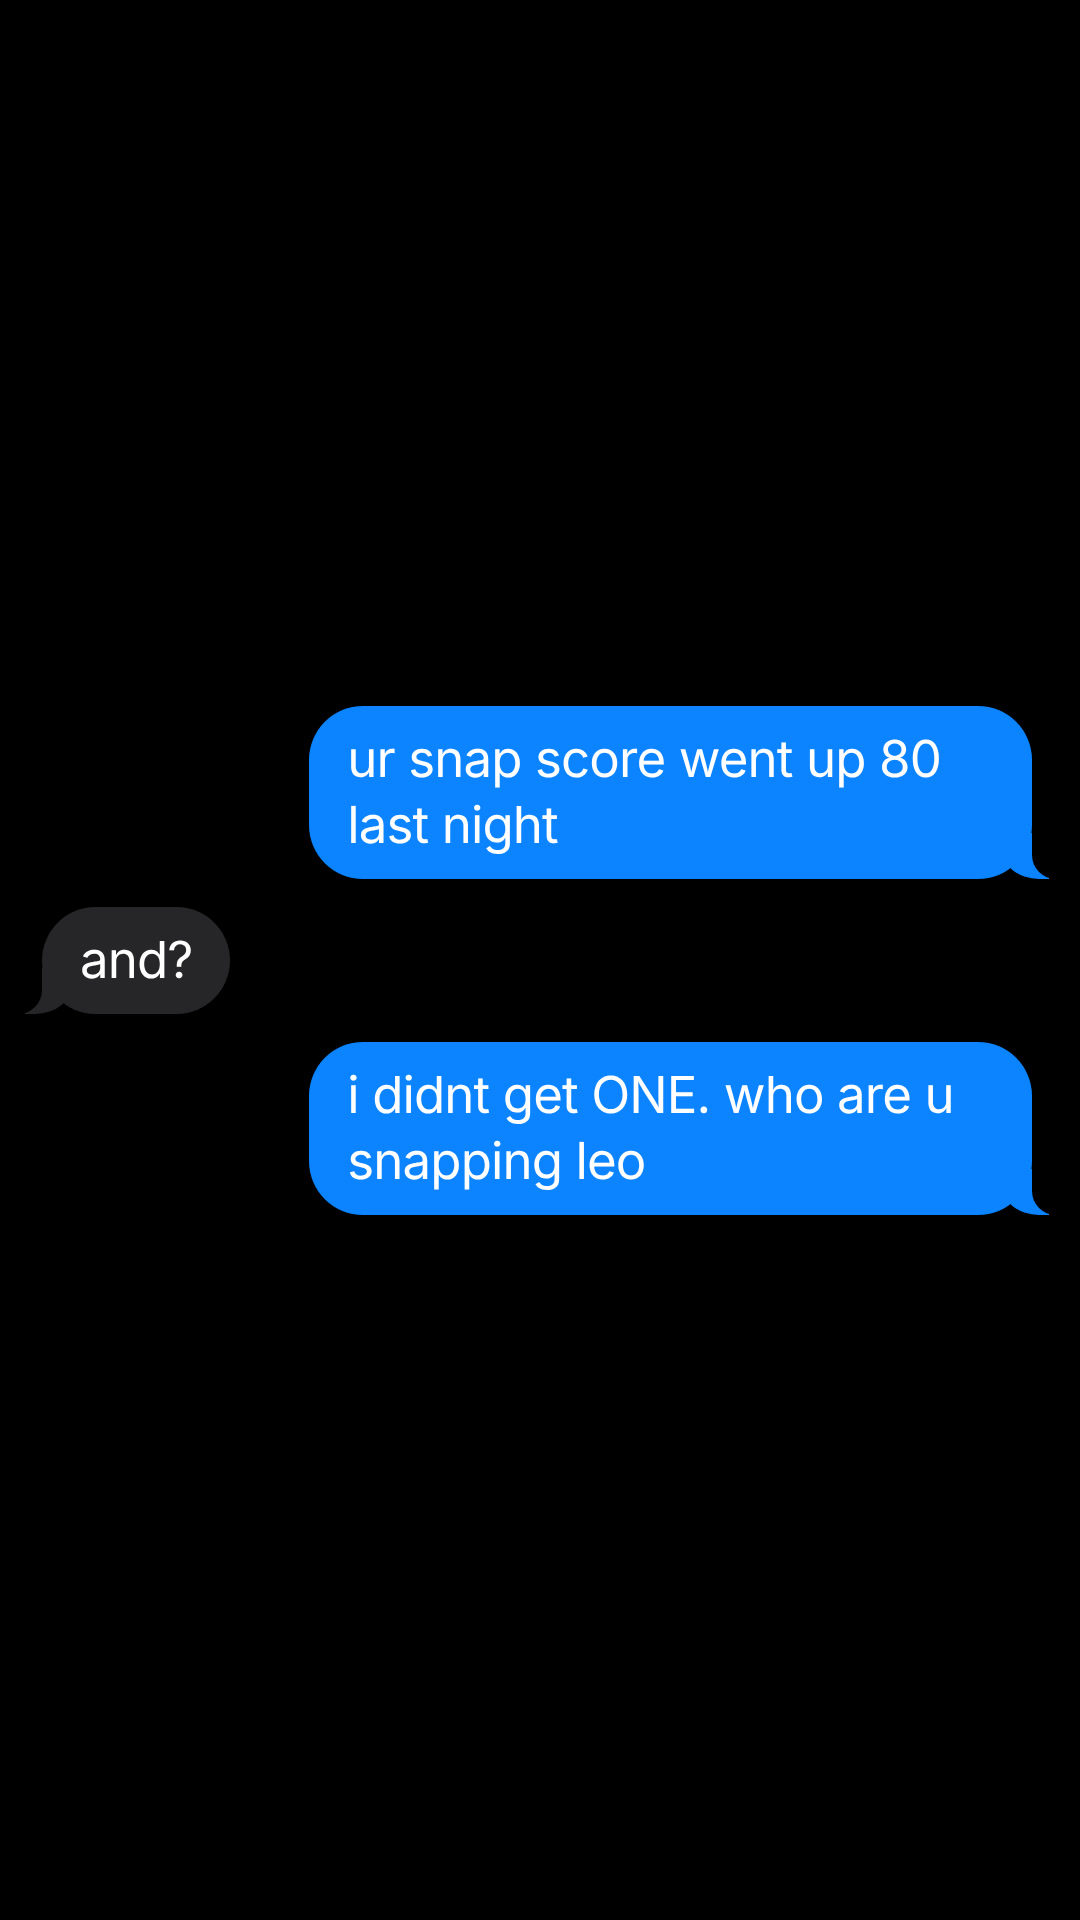 ur snap score went up 80
last night
and?
i didnt get ONE. who are u
snapping leo